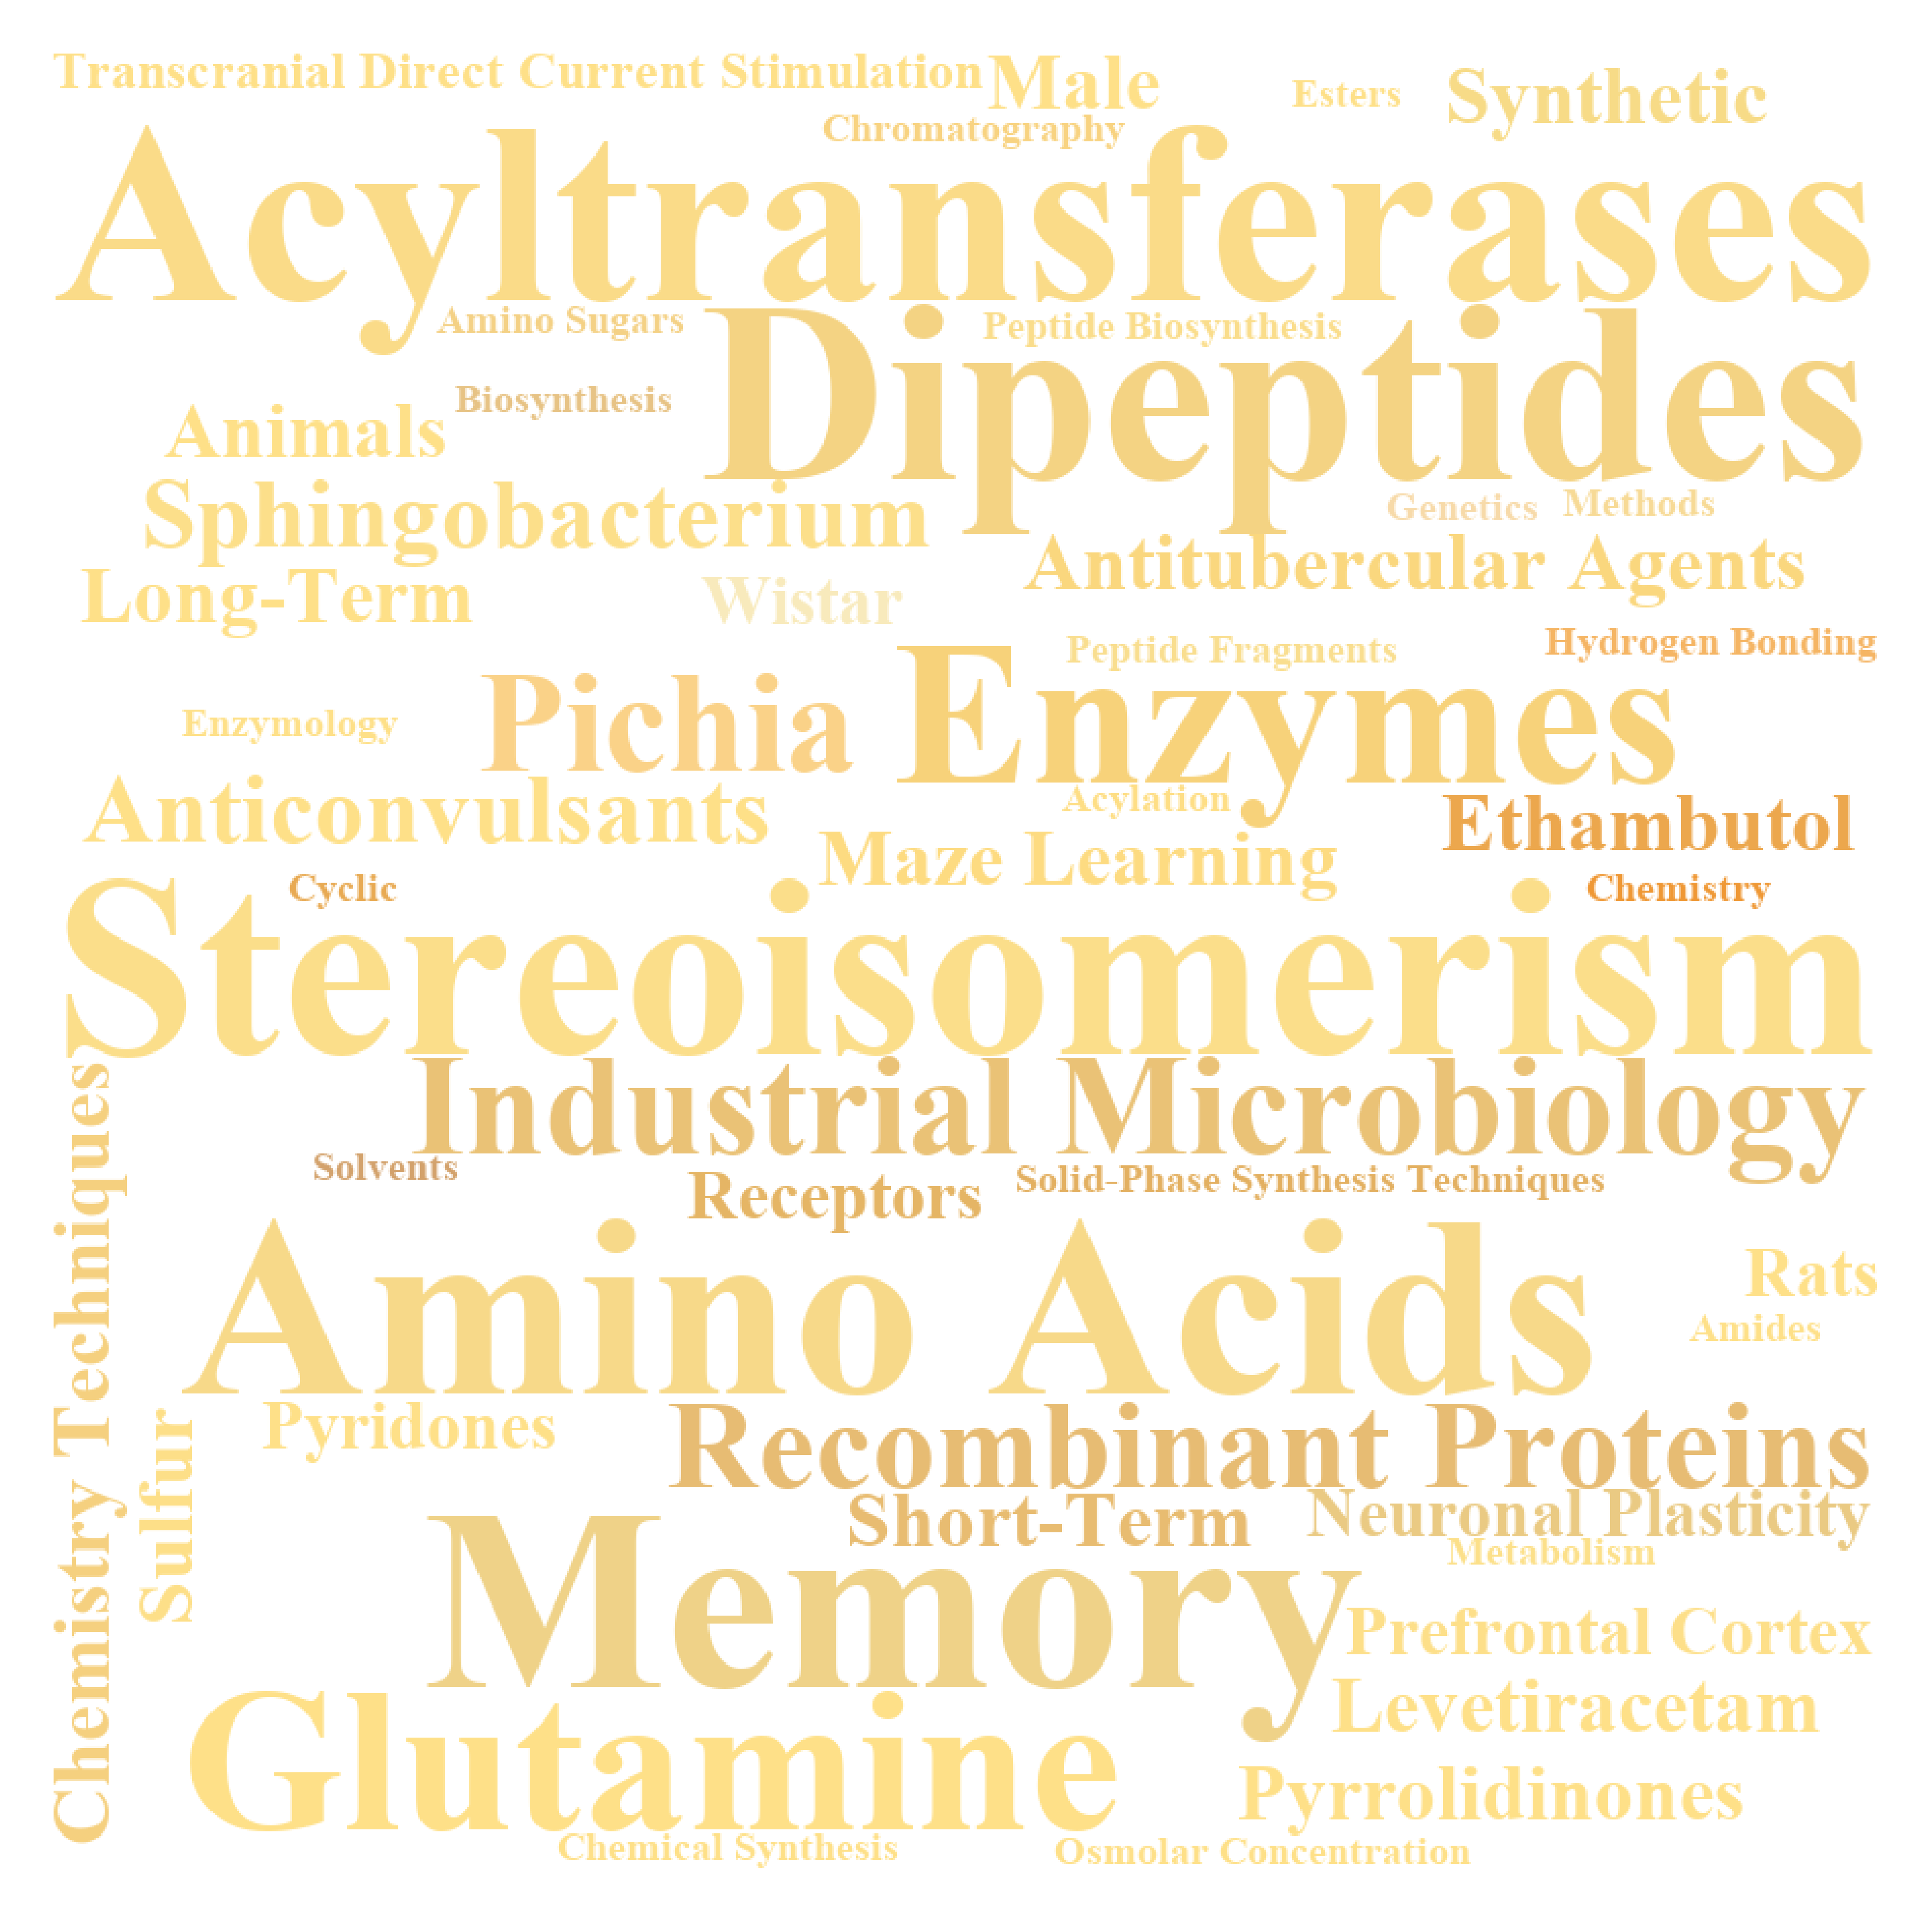 Transcranial Direct Current Stimulation
Male
Esters
Synthetic
Chromatography
Acyltransferases
Amino Sugars
Peptide Biosynthesis
Dipeptides
Biosynthesis
Animals
Sphingobacterium
Genetics
Methods
Antitubercular Agents
Long-Term
Wistar
Peptide Fragments
Hydrogen Bonding
Enzymology
Pichia
Enzymes
Anticonvulsants
Acylation
Ethambutol
Maze Learning
Cyclic
Chemistry
Stereoisomerism
Industrial Microbiology
Solvents
Receptors
Solid-Phase Synthesis Techniques
Chemistry Techniques
Amino Acids
Rats
Amides
Pyridones
Sulfur
Recombinant Proteins
Short-Term
Neuronal Plasticity
Metabolism
Memory
Prefrontal Cortex
Levetiracetam
Glutamine
Pyrrolidinones
Chemical Synthesis
Osmolar Concentration